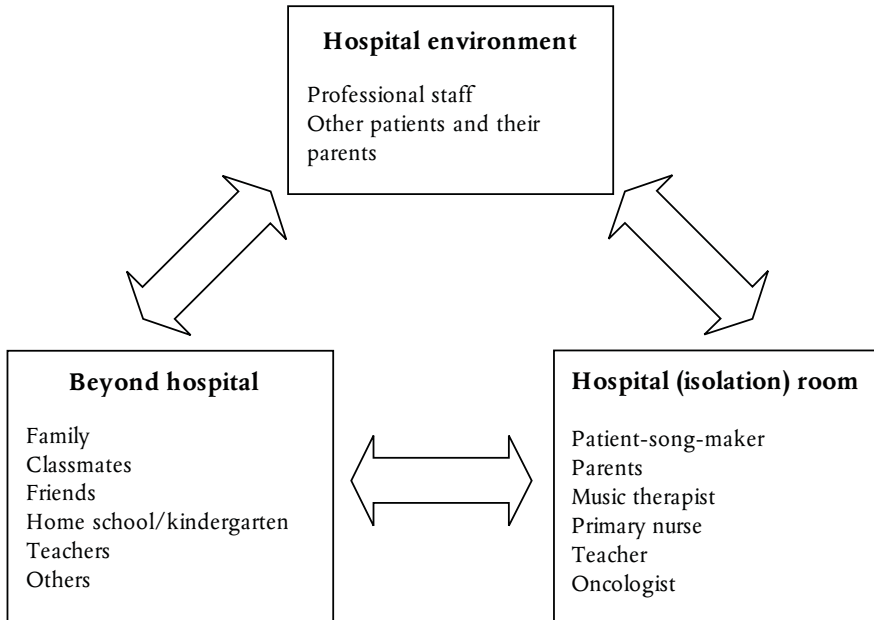 Hospital environment
Professional staff
Other patients and their
parents
Beyond hospital
Family
Classmates
Friends
Home school/kindergarten
Teachers
Others
Hospital (isolation) room
Patient-song-maker
Parents
Music therapist
Primary nurse
Teacher
Oncologist